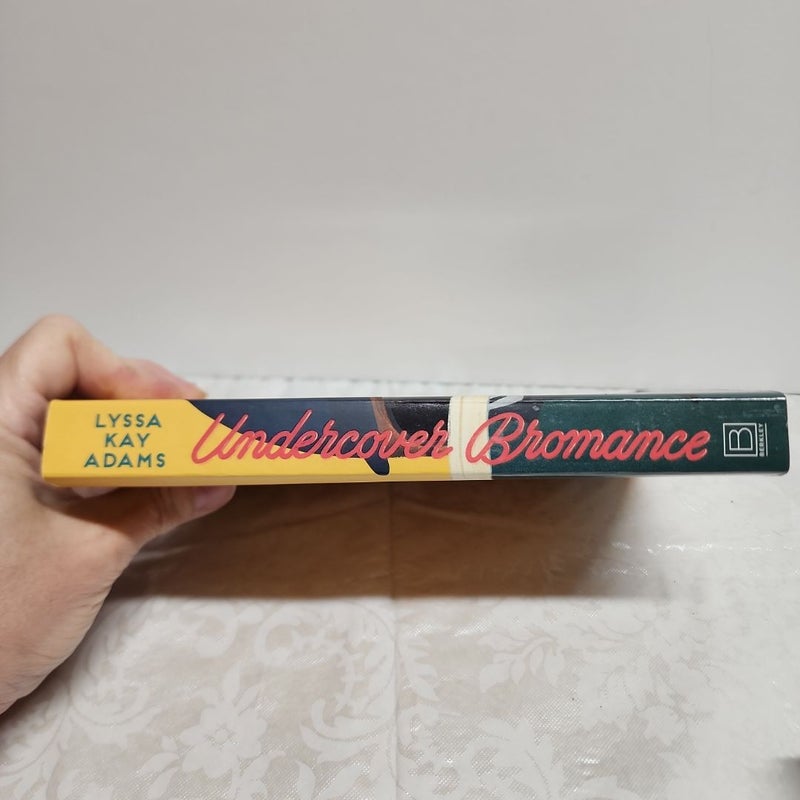 LYSSA
KAY
ADAMS
Undercover Bromance
B
BERKLEY